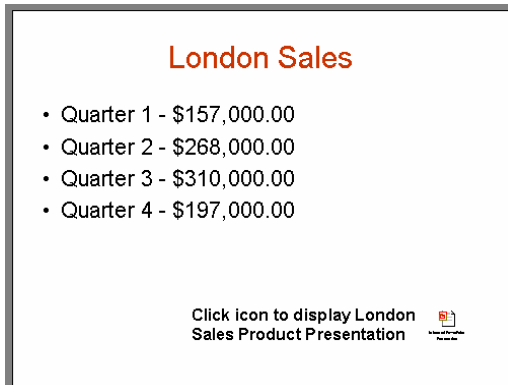 London Sales
• Quarter 1 - $157,000.00
• Quarter 2 - $268,000.00
• Quarter 3 - $310,000.00
• Quarter 4 - $197,000.00
Click icon to display London
Sales Product Presentation